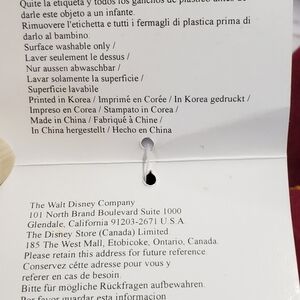 Quite la etiqueta y todos los ganchos de plástico antes de
darle este objeto a un infante.
Rimuovere l'etichetta e tutti i fermagli di plastica prima di
darlo al bambino.
Surface washable only /
Laver seulement le dessus /
Nur aussen abwaschbar /
Lavar solamente la superficie /
Superficie lavabile
Printed in Korea / Imprimé en Corée / In Korea gedruckt /
Impreso en Corea / Stampato in Corea /
Made in China / Fabriqué à Chine /
In China hergestellt / Hecho en China
The Walt Disney Company
101 North Brand Boulevard Suite 1000
Glendale, California 91203-2671 U.S.A.
The Disney Store (Canada) Limited
185 The West Mall, Etobicoke, Ontario, Canada.
Please retain this address for future reference
Conservez cétte adresse pour vous y
referer en cas de besoin.
Bitte für mögliche Rückfragen aufbewahren.
Por favor guardar esta informacion